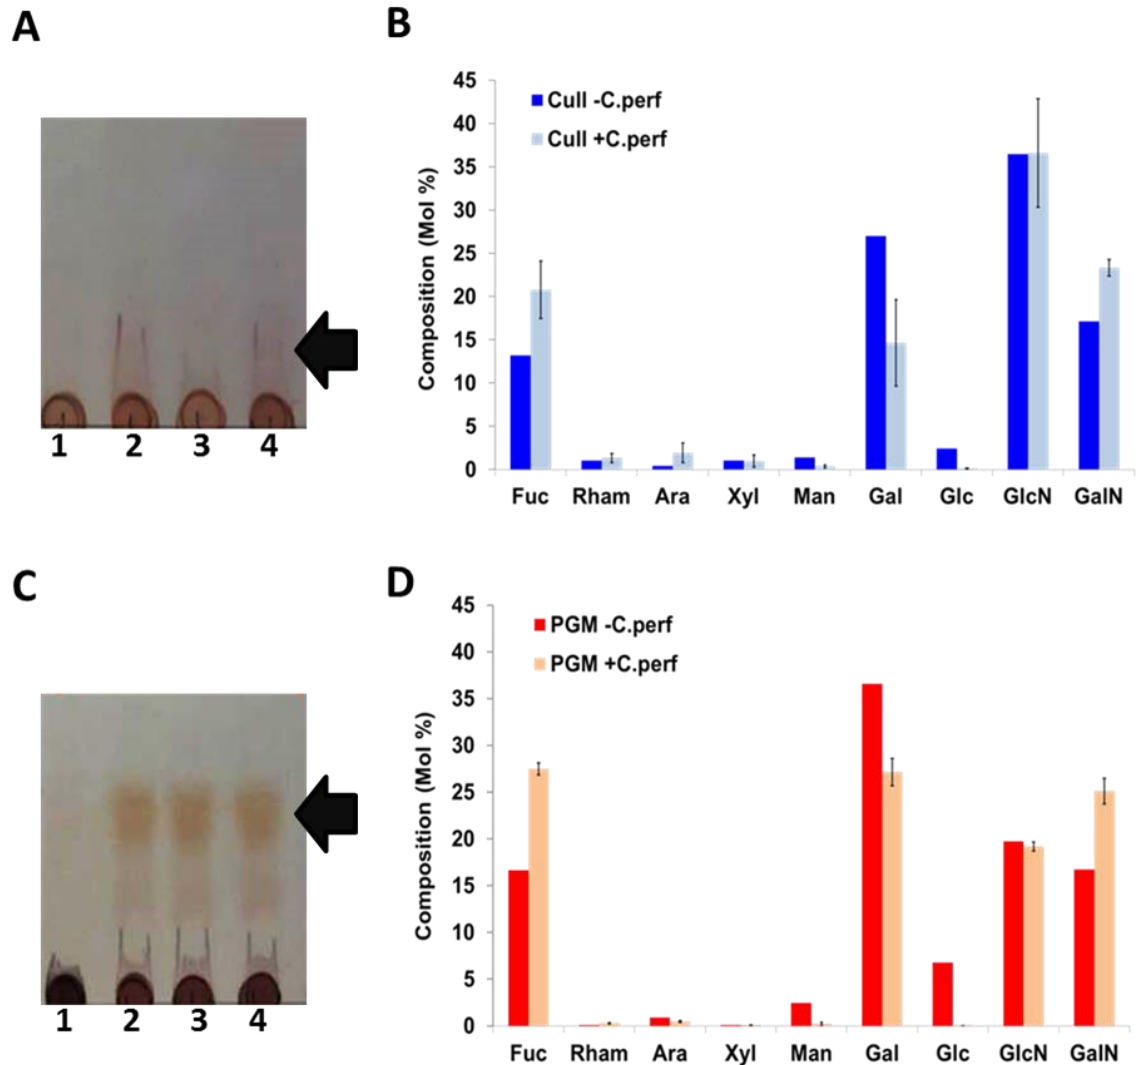 A
1 2 3 4
B
Composition (Mol %)
45
40
35
30
25
20
15
10
5
0
Cull -C.perf
Cull +C.perf
Fuc Rham Ara Xyl Man Gal Glc GlcN GalN
C
1 2 3 4
D
Composition (Mol %)
45
40
35
30
25
20
15
10
5
0
PGM -C.perf
PGM +C.perf
Fuc Rham Ara Xyl Man Gal Glc GlcN GalN